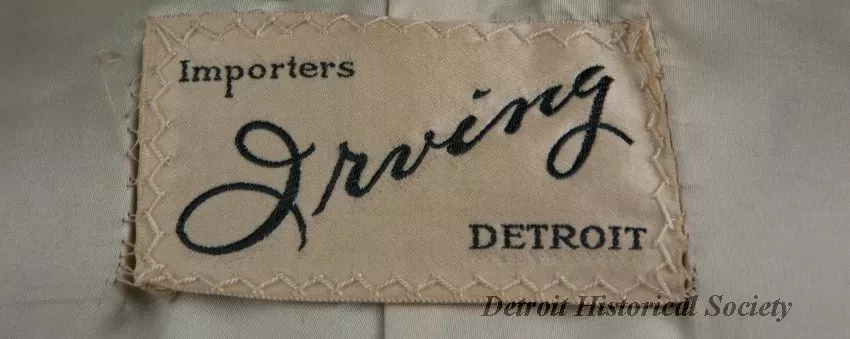 Importers
Irving
DETROIT
Detroit Historical Society